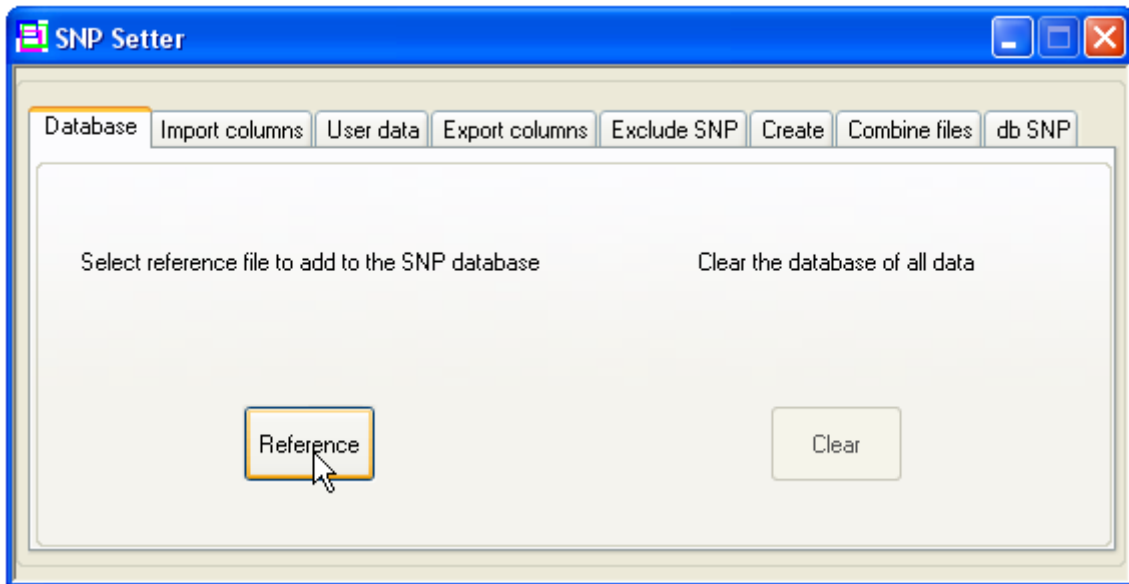 SNP Setter
Database Import columns User data Export columns Exclude SNP Create Combine files db SNP
Select reference file to add to the SNP database Clear the database of all data
Reference Clear